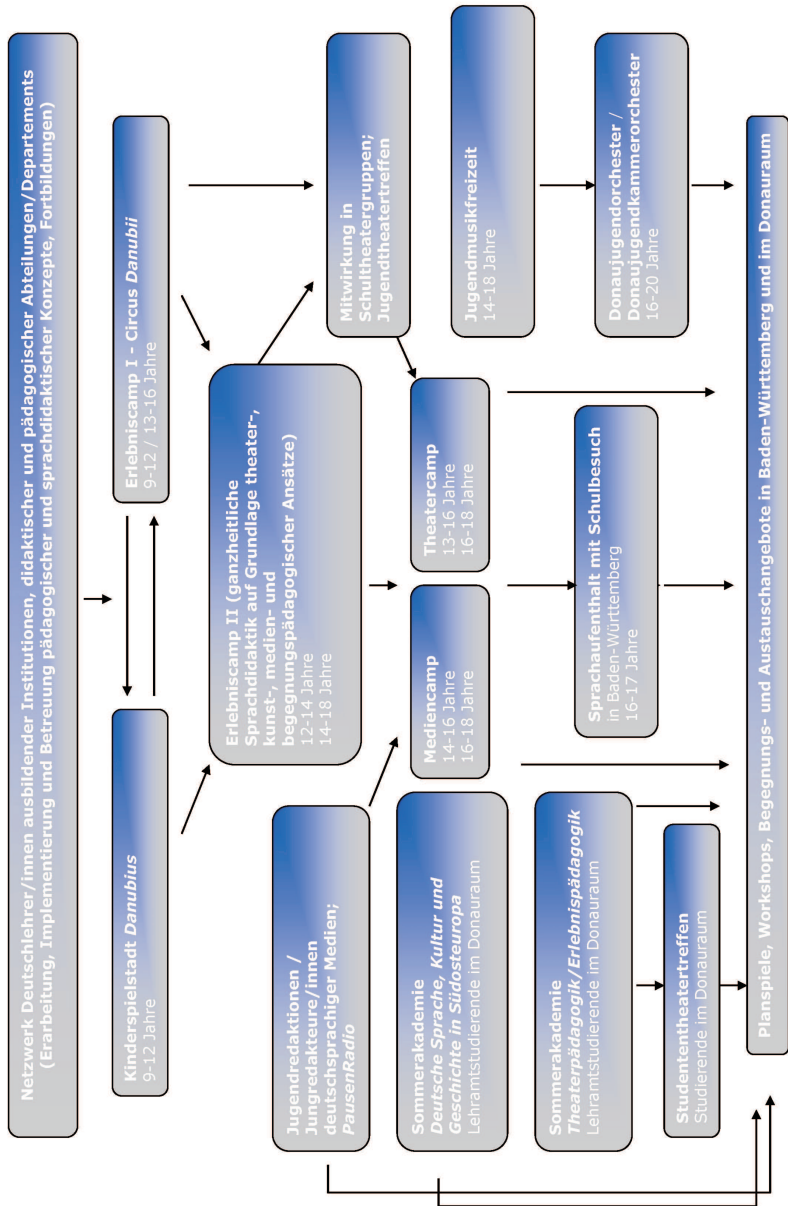 Netzwerk Deutschlehrer/innen ausbildender Institutionen, didaktischer und pädagogischer Abteilungen/Departements
(Erarbeitung, Implementierung und Betreuung pädagogischer und sprachdidaktischer Konzepte, Fortbildungen)
Kinderspielstadt Danubius
9-12 Jahre
Erlebniscamp I - Circus Danubii
9-12 / 13-16 Jahre
Erlebniscamp II (ganzheitliche
Sprachdidaktik auf Grundlage theater-,
kunst-, medien- und
begegnungspädagogischer Ansätze)
12-14 Jahre
14-18 Jahre
Jugendredaktionen /
Jungredakteure/innen
deutschsprachiger Medien;
PausenRadio
Mitwirkung in
Schultheatergruppen;
Jugendtheatertreffen
Sommerakademie
Deutsche Sprache, Kultur und
Geschichte in Südosteuropa
Lehramtstudierende im Donauraum
Mediencamp
14-16 Jahre
16-18 Jahre
Theatercamp
13-16 Jahre
16-18 Jahre
Jugendmusikfreizeit
14-18 Jahre
Sommerakademie
Theaterpädagogik/Erlebnispädagogik
Lehramtstudierende im Donauraum
Sprachaufenthalt mit Schulbesuch
in Baden-Württemberg
16-17 Jahre
Donaujugendorchester /
Donaujugendkammerorchester
16-20 Jahre
Studententheatertreffen
Studierende im Donauraum
Planspiele, Workshops, Begegnungs- und Austauschangebote in Baden-Württemberg und im Donauraum